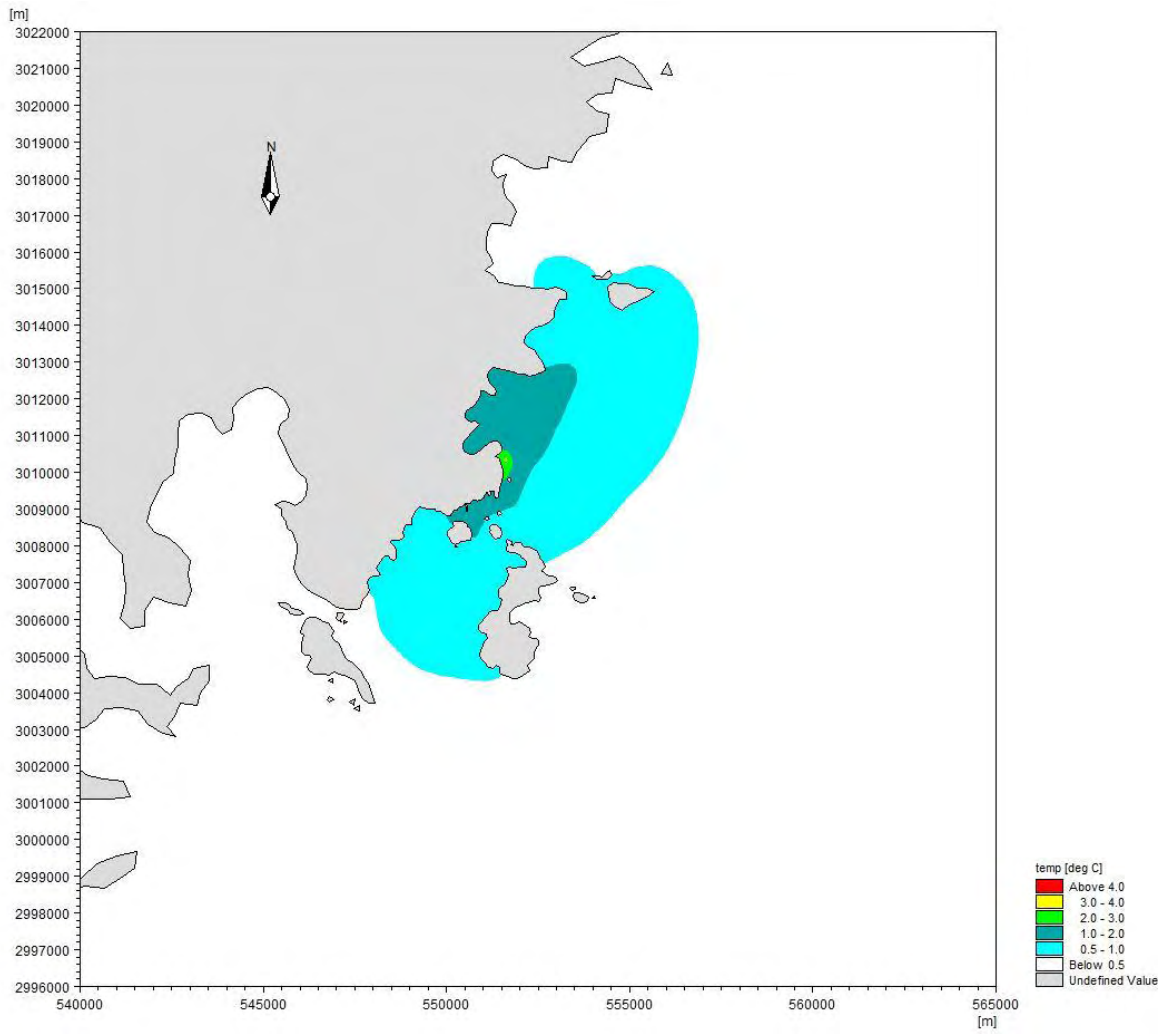 [m]
3022000
3021000
3020000
3019000
3018000
3017000
3016000
3015000
3014000
3013000
3012000
3011000
3010000
3009000
3008000
3007000
3006000
3005000
3004000
3003000
3002000
3001000
3000000
2999000
2998000
2997000
2996000
N
540000 545000 550000 555000 560000 565000
[m]
temp [deg C]
Above 4.0
3.0 - 4.0
2.0 - 3.0
1.0 - 2.0
0.5 - 1.0
Below 0.5
Undefined Value